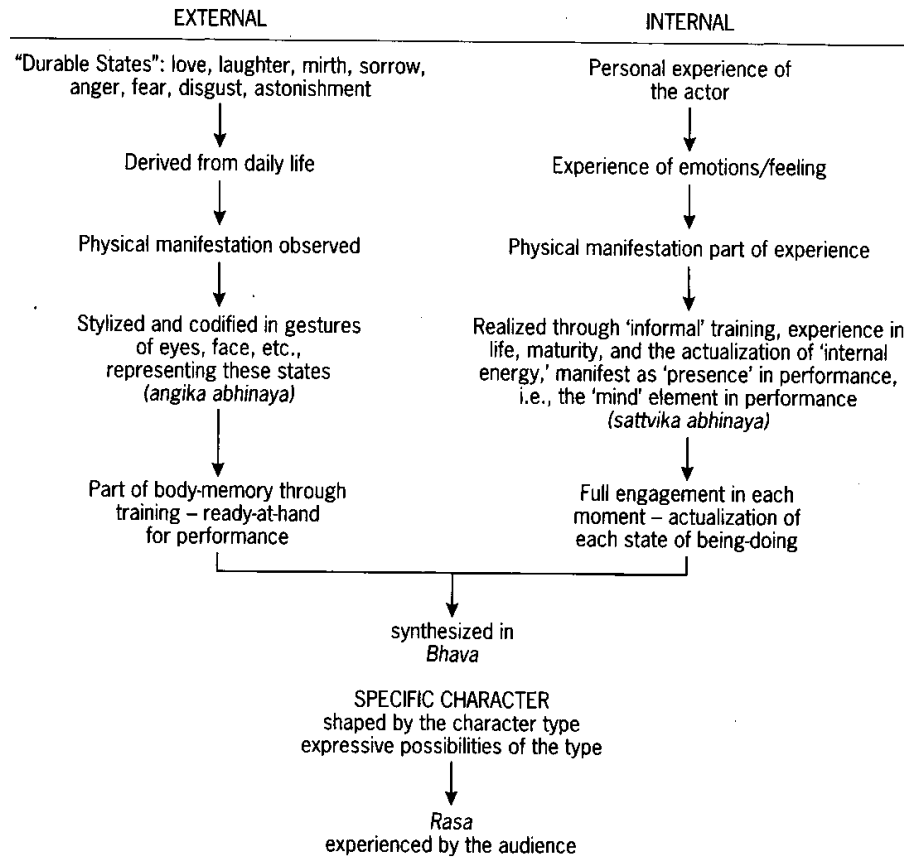 EXTERNAL
"Durable States": love, laughter, mirth, sorrow,
anger, fear, disgust, astonishment
Derived from daily life
Physical manifestation observed
Stylized and codified in gestures
of eyes, face, etc.,
representing these states
(angika abhinaya)
Part of body-memory through
training – ready-at-hand
for performance
INTERNAL
Personal experience of
the actor
Experience of emotions/feeling
Physical manifestation part of experience
Realized through 'informal' training, experience in
life, maturity, and the actualization of 'internal
energy,' manifest as 'presence' in performance,
i.e., the 'mind' element in performance
(sattvika abhinaya)
Full engagement in each
moment – actualization of
each state of being-doing
synthesized in
Bhava
SPECIFIC CHARACTER
shaped by the character type
expressive possibilities of the type
Rasa
experienced by the audience